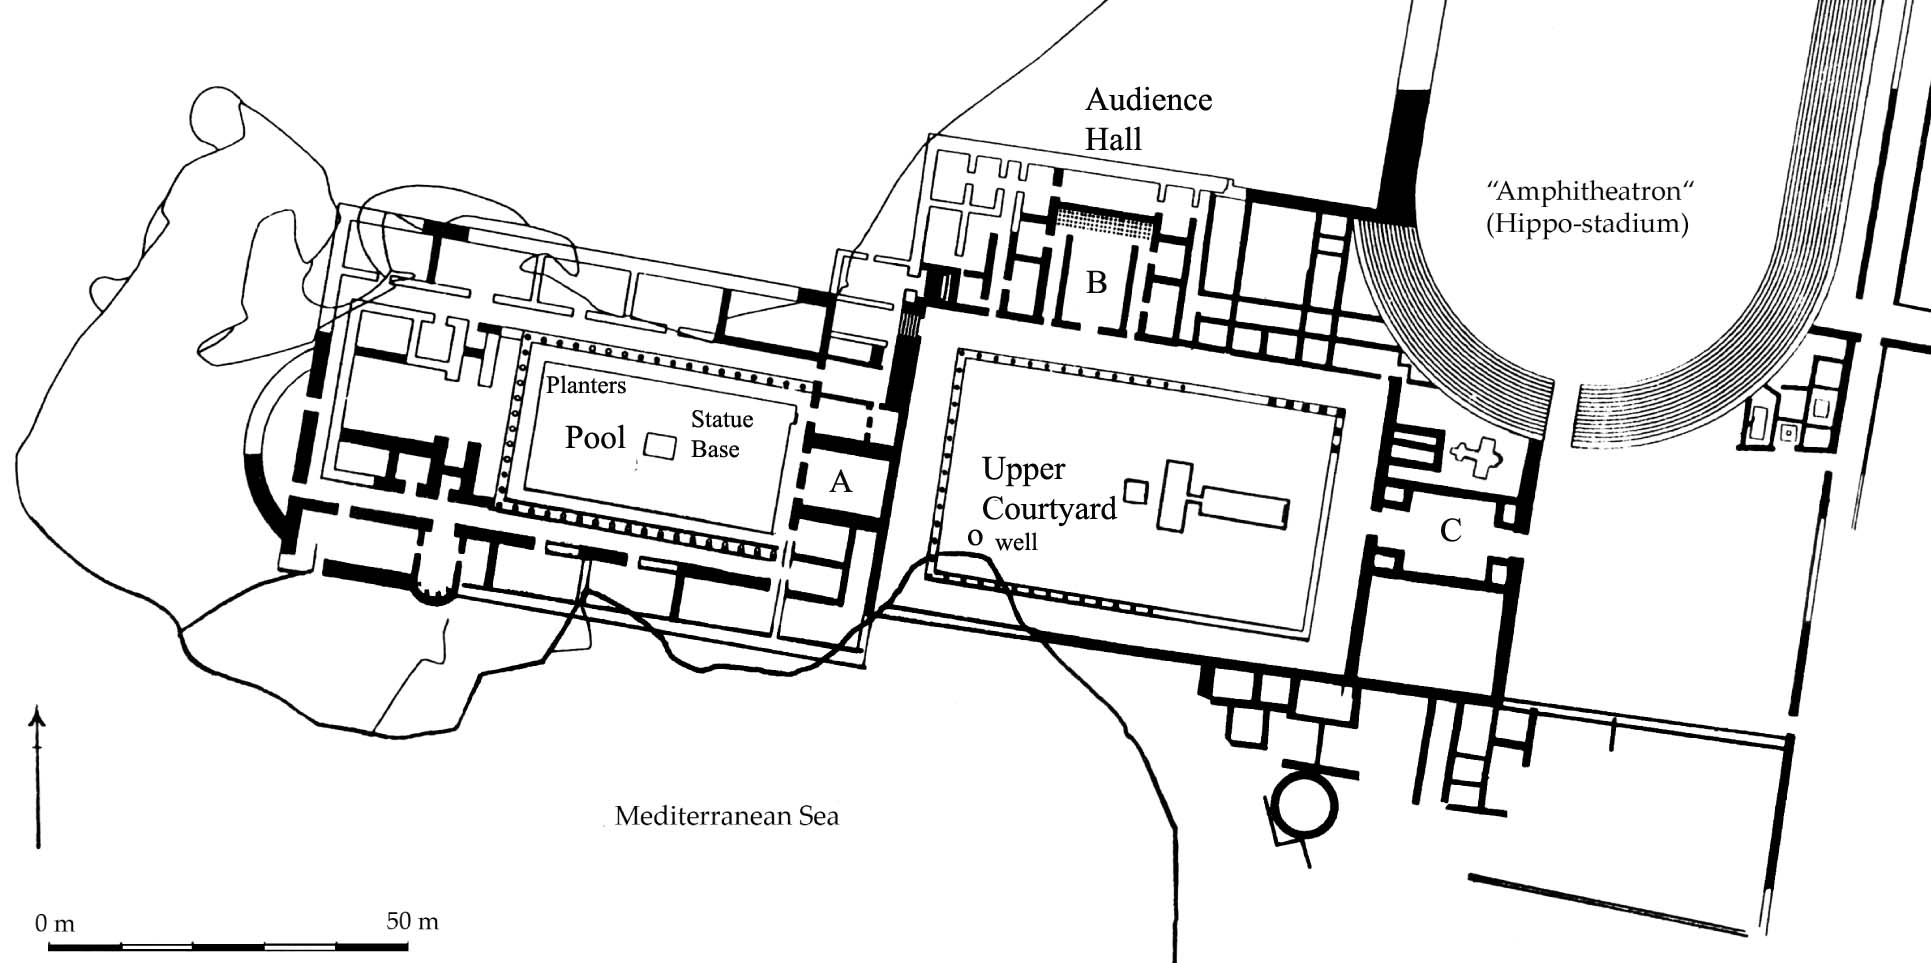 Audience
Hall
“Amphitheatron“
(Hippo-stadium)
B
Planters
Statue
Base
Pool
A
Upper
Courtyard
well
C
Mediterranean Sea
0 m
50 m